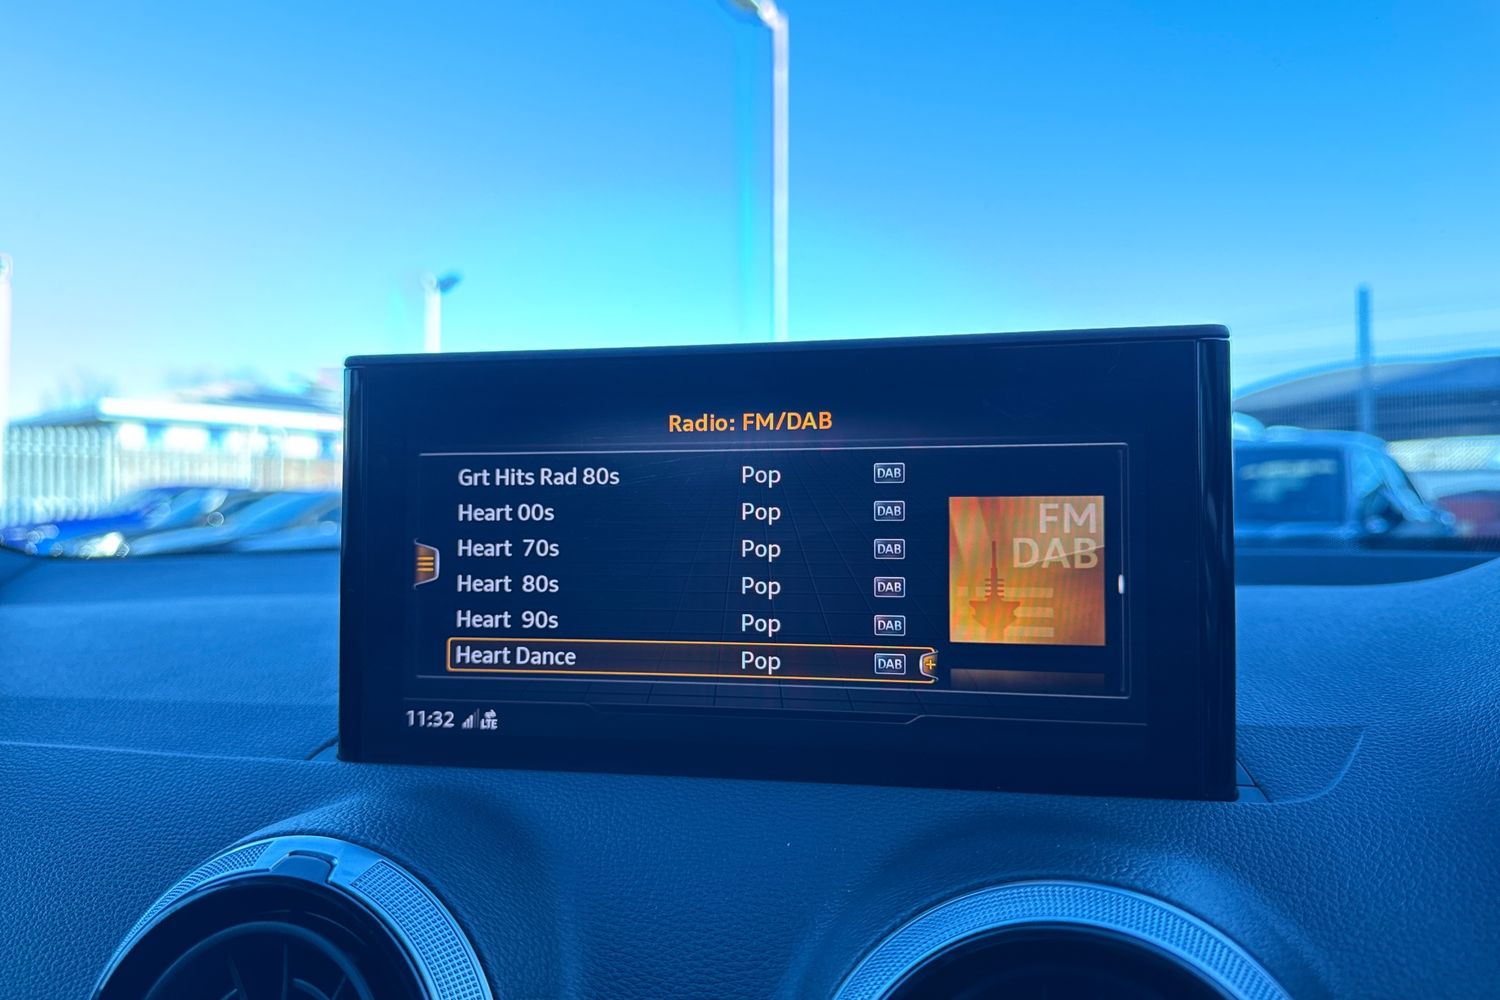 Radio: FM/DAB
Grt Hits Rad 80s Pop DAB
Heart 00s Pop DAB
Heart 70s Pop DAB
Heart 80s Pop DAB
Heart 90s Pop DAB
Heart Dance Pop DAB +
FM
DAB
11:32 LTE